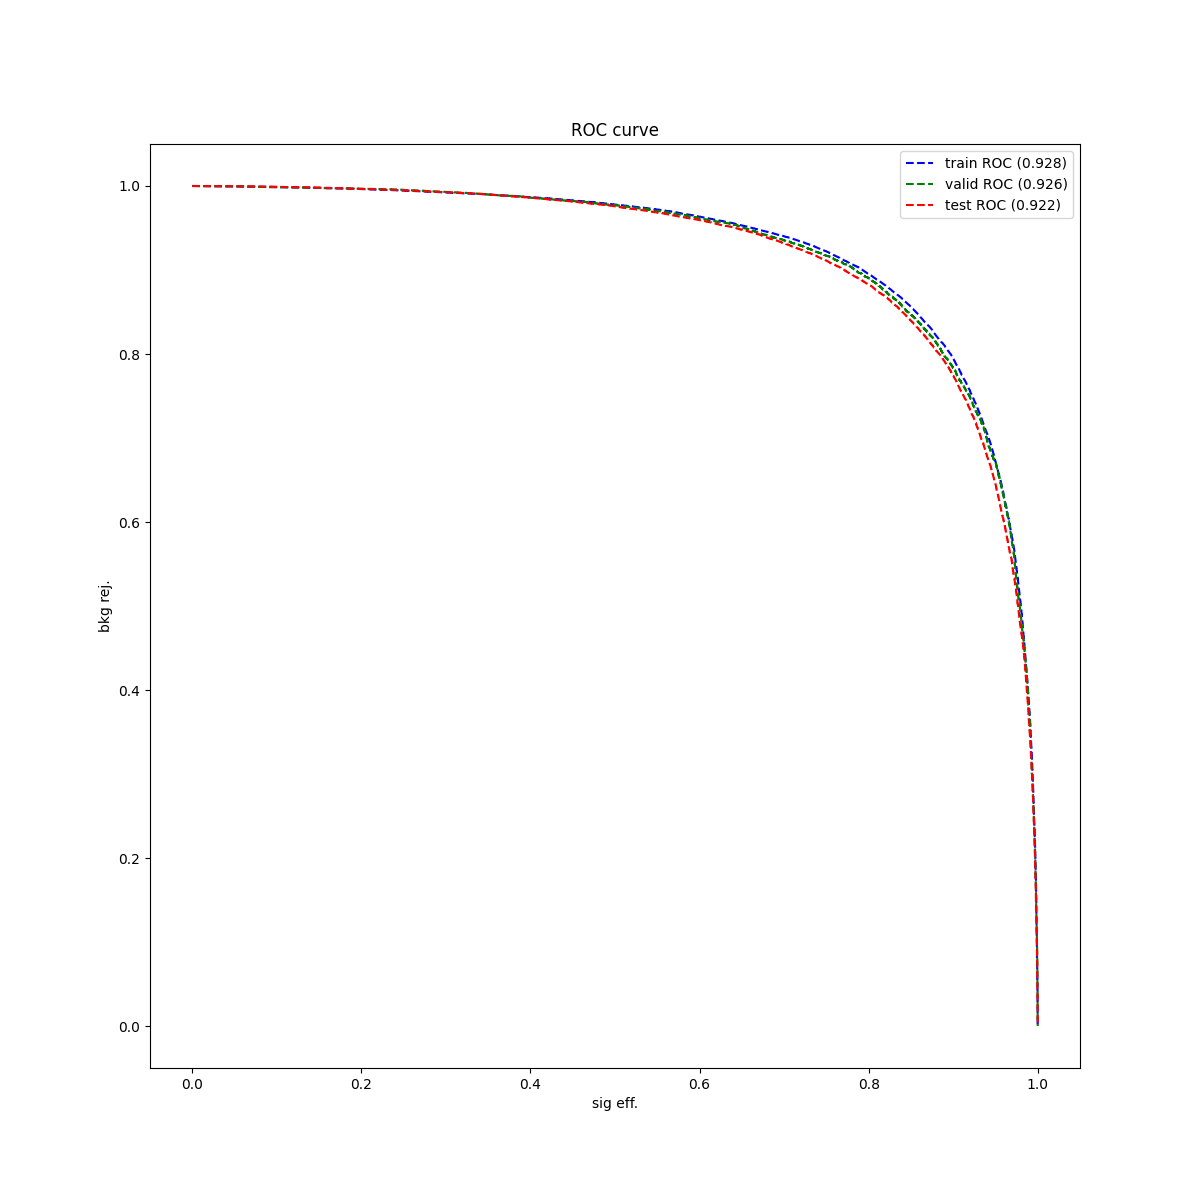 ROC curve
train ROC (0.928)
valid ROC (0.926)
test ROC (0.922)
1.0
0.8
0.6
0.4
0.2
0.0
bkg rej.
0.0 0.2 0.4 0.6 0.8 1.0
sig eff.